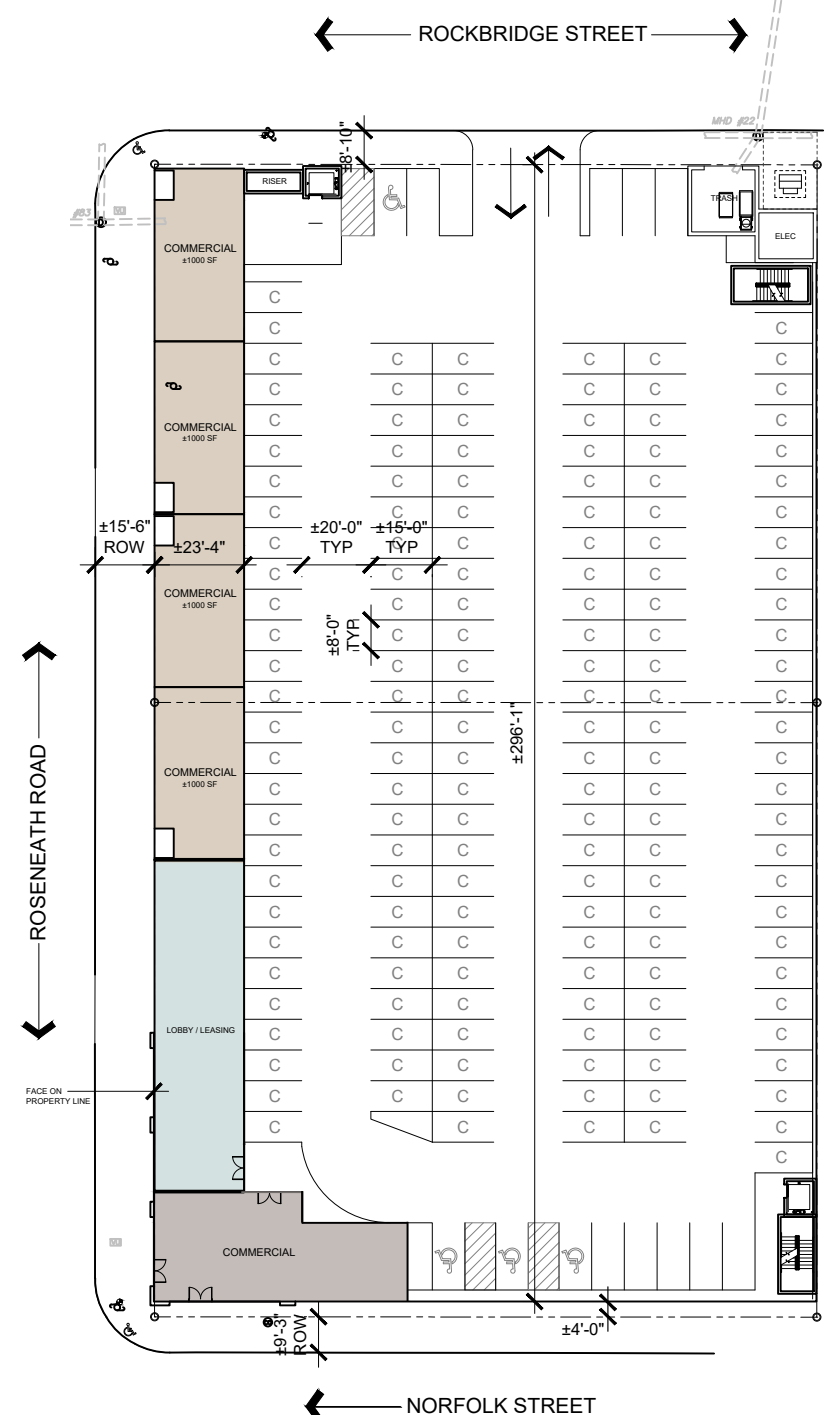 ROCKBRIDGE STREET
MHD #22
±8'-10"
RISER
TRASH
ELEC
#83
COMMERCIAL
±1000 SF
C
C C
C C C C C C
C C C C C C
C C C C C C
COMMERCIAL
±1000 SF
C C C C C C
C C C C C C
C C C C C C
±15'-6"
ROW
±23'-4"
±20'-0"
TYP
±15'-0"
TYP
C C C C C C
C C C C C C
COMMERCIAL
±1000 SF
C C C C C C
±8'-0"
TYP
C C C C C C
C C C C C C
C C C C C C
±296'-1"
C C C C C C
C C C C C C
COMMERCIAL
±1000 SF
C C C C C C
C C C C C C
C C C C C C
ROSENEATH ROAD
C C C C C C
C C C C C C
C C C C C C
C C C C C C
C C C C C C
LOBBY / LEASING
C C C C C C
C C C C C C
C C C C C C
FACE ON
PROPERTY LINE
C C C C C
C
COMMERCIAL
±9'-3"
ROW
±4'-0"
NORFOLK STREET